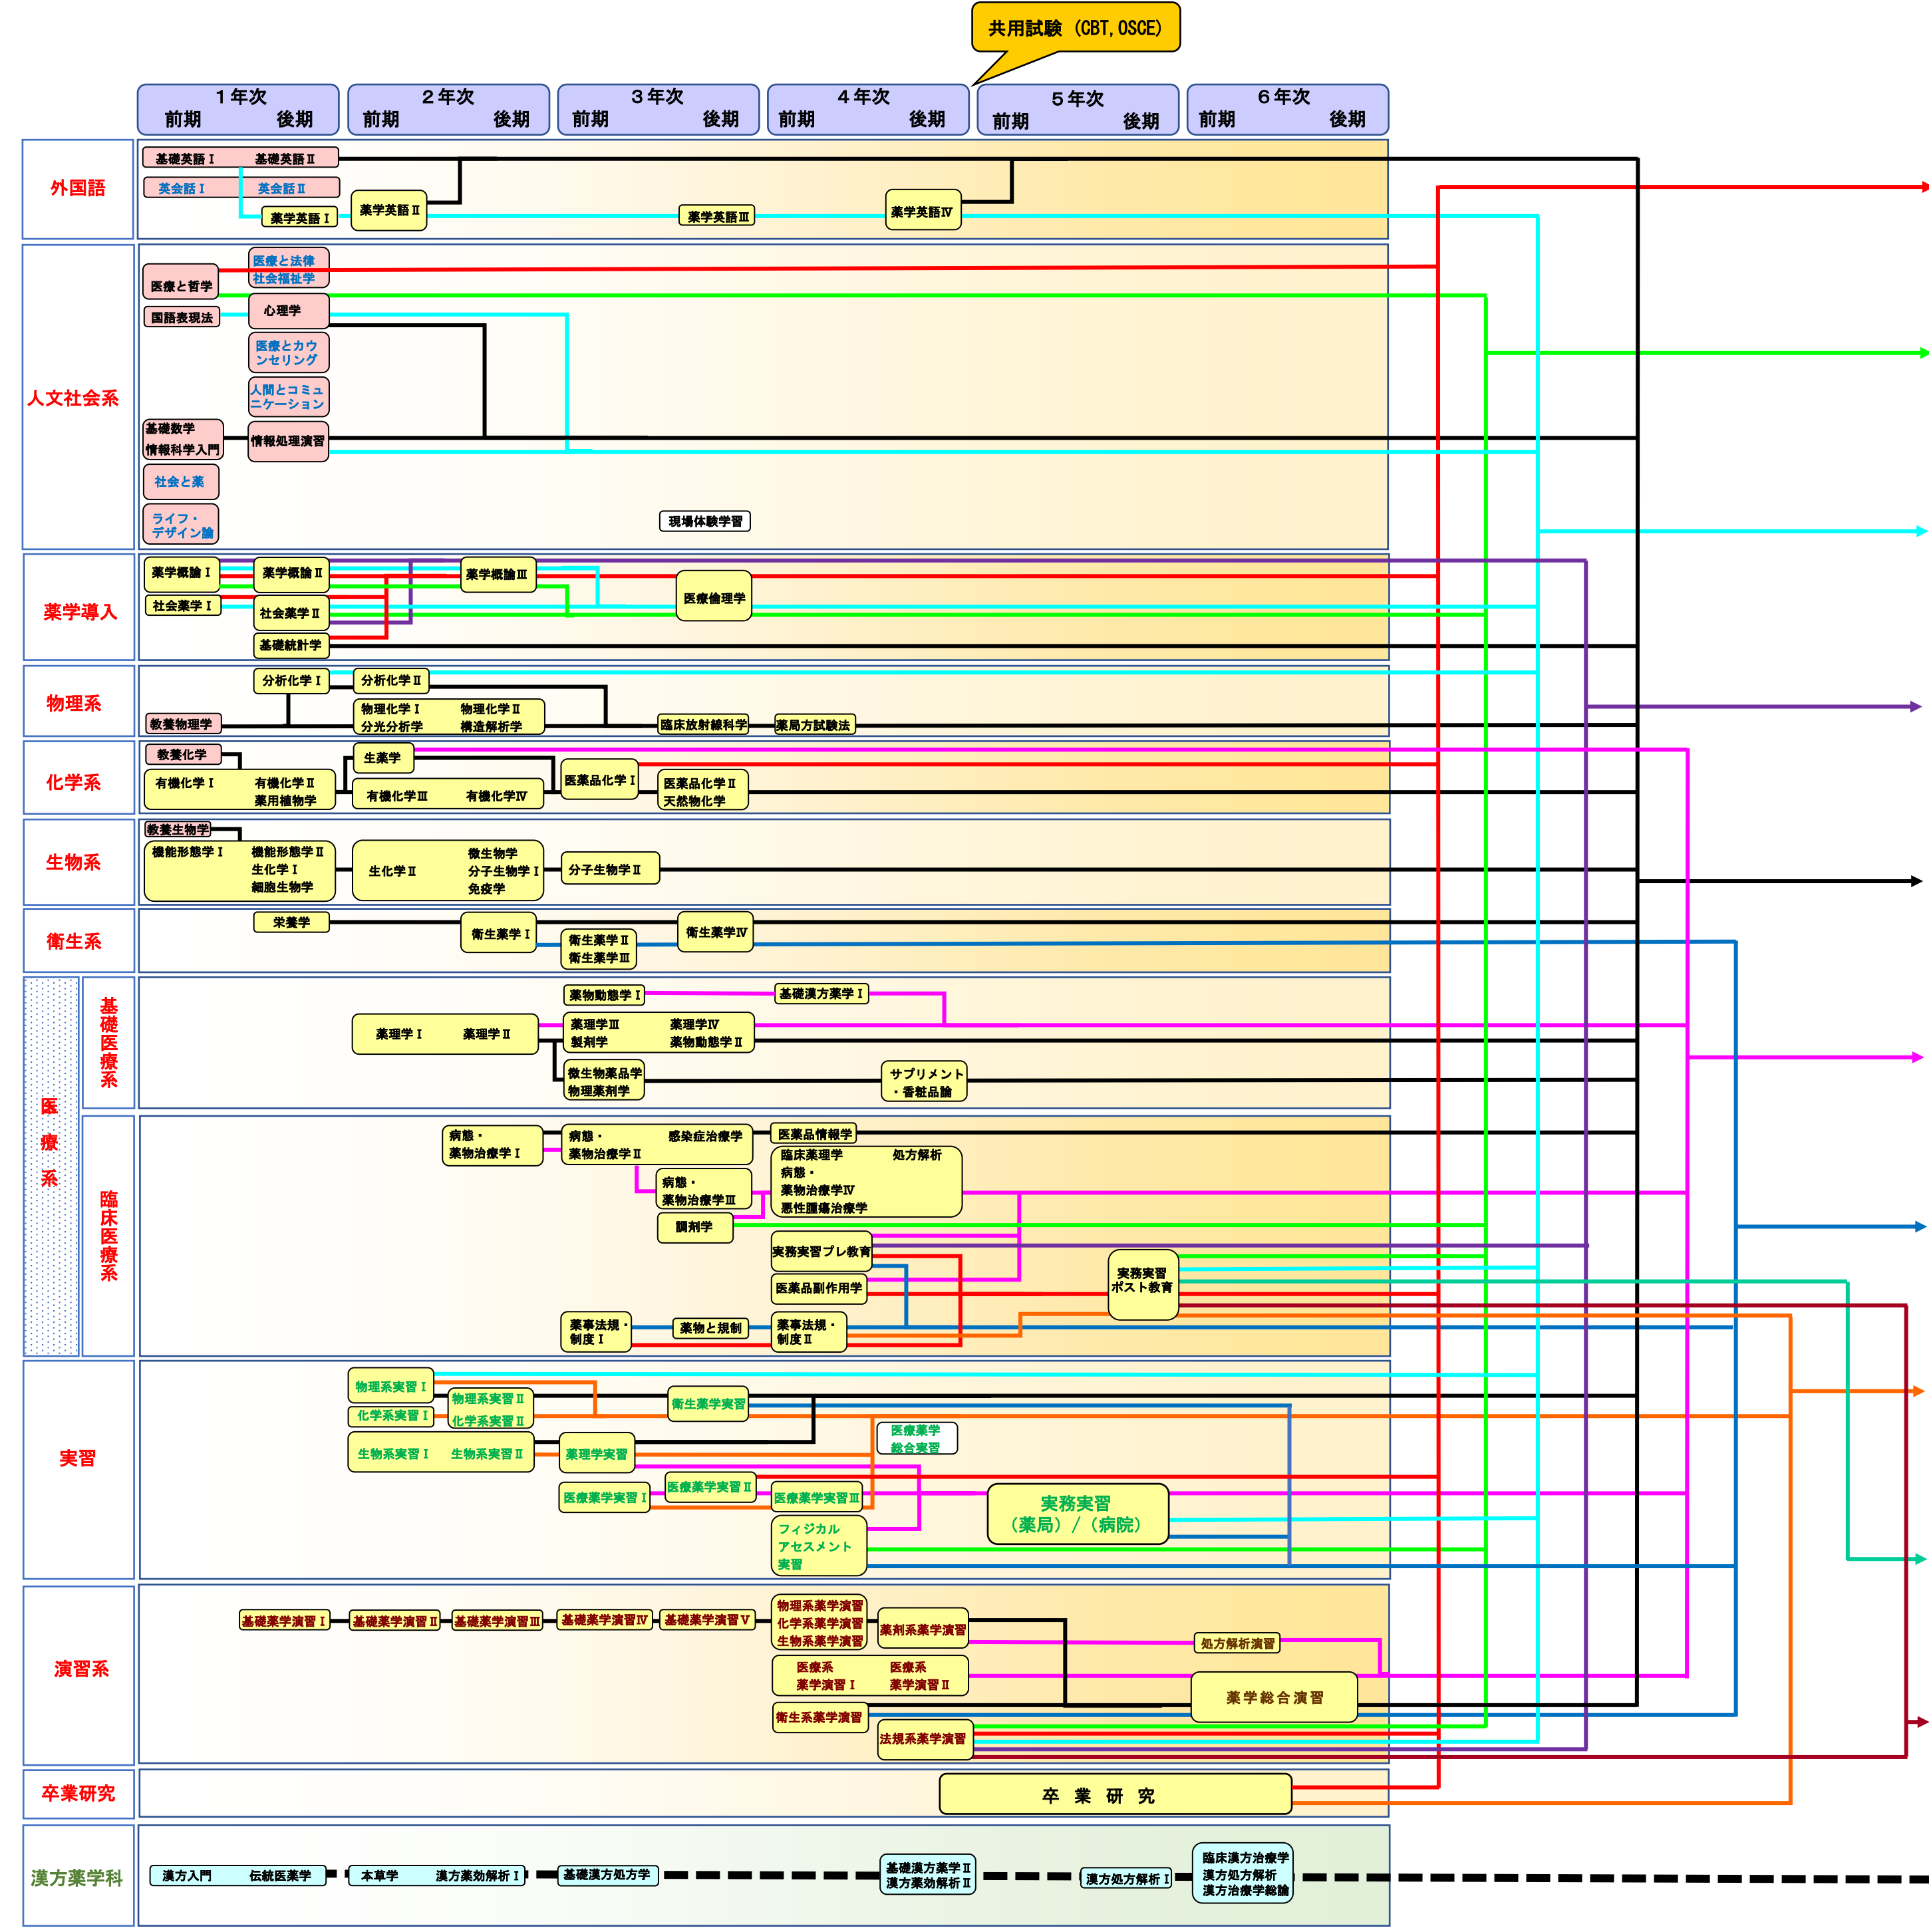 共用試験 (CBT,OSCE)
1年次 2年次 3年次 4年次 5年次 6年次
前期 後期 前期 後期 前期 後期 前期 後期 前期 後期 前期 後期
外国語
基礎英語Ⅰ 基礎英語Ⅱ
英会話Ⅰ 英会話Ⅱ
薬学英語Ⅰ 薬学英語Ⅱ 薬学英語Ⅲ 薬学英語Ⅳ
人文社会系
医療と法律
社会福祉学
医療と哲学
国語表現法
心理学
医療とカウ
ンセリング
人間とコミュ
ニケーション
基礎数学
情報科学入門
情報処理演習
社会と薬
ライフ・
デザイン論
現場体験学習
薬学導入
薬学概論Ⅰ 薬学概論Ⅱ 薬学概論Ⅲ
社会薬学Ⅰ 社会薬学Ⅱ
医療倫理学
基礎統計学
物理系
分析化学Ⅰ 分析化学Ⅱ
教養物理学
物理化学Ⅰ 物理化学Ⅱ
分光分析学 構造解析学
臨床放射線科学 薬局方試験法
化学系
教養化学
有機化学Ⅰ 有機化学Ⅱ
薬用植物学
生薬学
有機化学Ⅲ 有機化学Ⅳ
医薬品化学Ⅰ
医薬品化学Ⅱ
天然物化学
生物系
教養生物学
機能形態学Ⅰ 機能形態学Ⅱ
生化学Ⅰ
細胞生物学
生化学Ⅱ
微生物学
分子生物学Ⅰ
免疫学
分子生物学Ⅱ
衛生系
栄養学
衛生薬学Ⅰ
衛生薬学Ⅱ
衛生薬学Ⅲ
衛生薬学Ⅳ
医療系
基礎医療系
薬物動態学Ⅰ 基礎漢方薬学Ⅰ
薬理学Ⅰ 薬理学Ⅱ
薬理学Ⅲ 薬理学Ⅳ
製剤学 薬物動態学Ⅱ
微生物薬品学
物理薬剤学
サプリメント
・香粧品論
臨床医療系
病態・
薬物治療学Ⅰ
病態・ 感染症治療学
薬物治療学Ⅱ
医薬品情報学
臨床薬理学 処方解析
病態・
薬物治療学Ⅳ
悪性腫瘍治療学
病態・
薬物治療学Ⅲ
調剤学
実務実習プレ教育
医薬品副作用学
実務実習
ポスト教育
薬事法規・
制度Ⅰ
薬物と規制
薬事法規・
制度Ⅱ
実習
物理系実習Ⅰ
化学系実習Ⅰ
物理系実習Ⅱ
化学系実習Ⅱ
衛生薬学実習
生物系実習Ⅰ 生物系実習Ⅱ
薬理学実習
医療薬学
総合実習
医療薬学実習Ⅰ
医療薬学実習Ⅱ
医療薬学実習Ⅲ
実務実習
（薬局）/（病院）
フィジカル
アセスメント
実習
演習系
基礎薬学演習Ⅰ 基礎薬学演習Ⅱ 基礎薬学演習Ⅲ 基礎薬学演習Ⅳ 基礎薬学演習Ⅴ
物理系薬学演習
化学系薬学演習
生物系薬学演習
薬剤系薬学演習
処方解析演習
医療系 医療系
薬学演習Ⅰ 薬学演習Ⅱ
薬学総合演習
衛生系薬学演習
法規系薬学演習
卒業研究
卒 業 研 究
漢方薬学科
漢方入門 伝統医薬学
本草学 漢方薬効解析Ⅰ
基礎漢方処方学
基礎漢方薬学Ⅱ
漢方薬効解析Ⅱ
漢方処方解析Ⅰ
臨床漢方治療学
漢方処方解析
漢方治療学総論